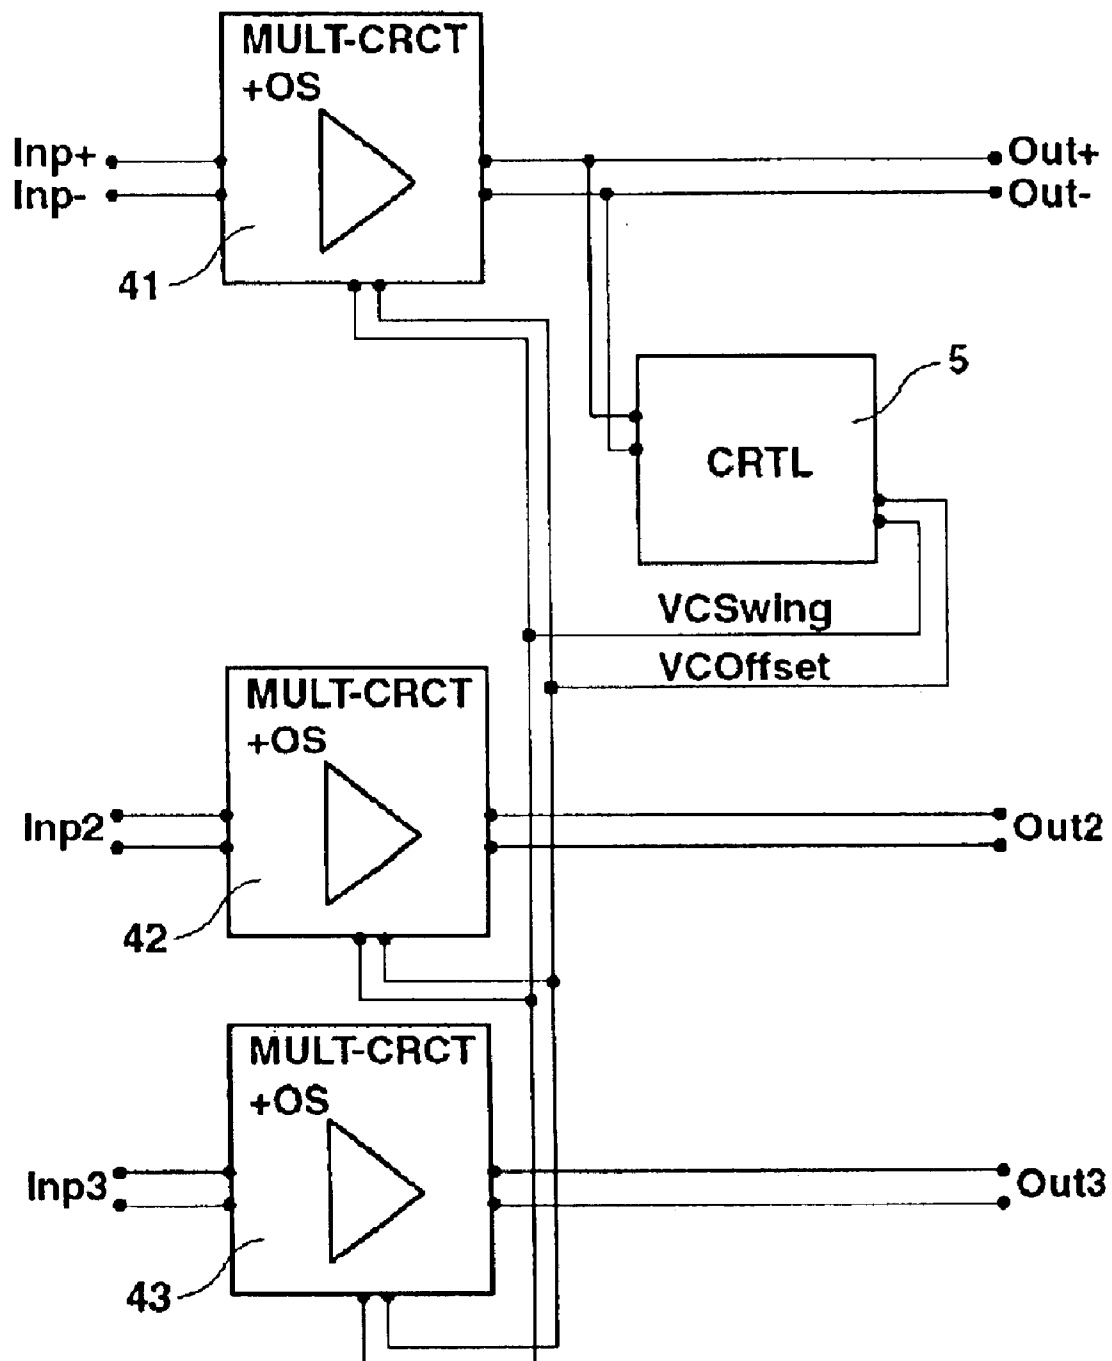 MULT-CRCT
+OS
Inp+
Inp-
Out+
Out-
41
5
CRTL
VCSwing
VCOffset
MULT-CRCT
+OS
Inp2
Out2
42
MULT-CRCT
+OS
Inp3
Out3
43